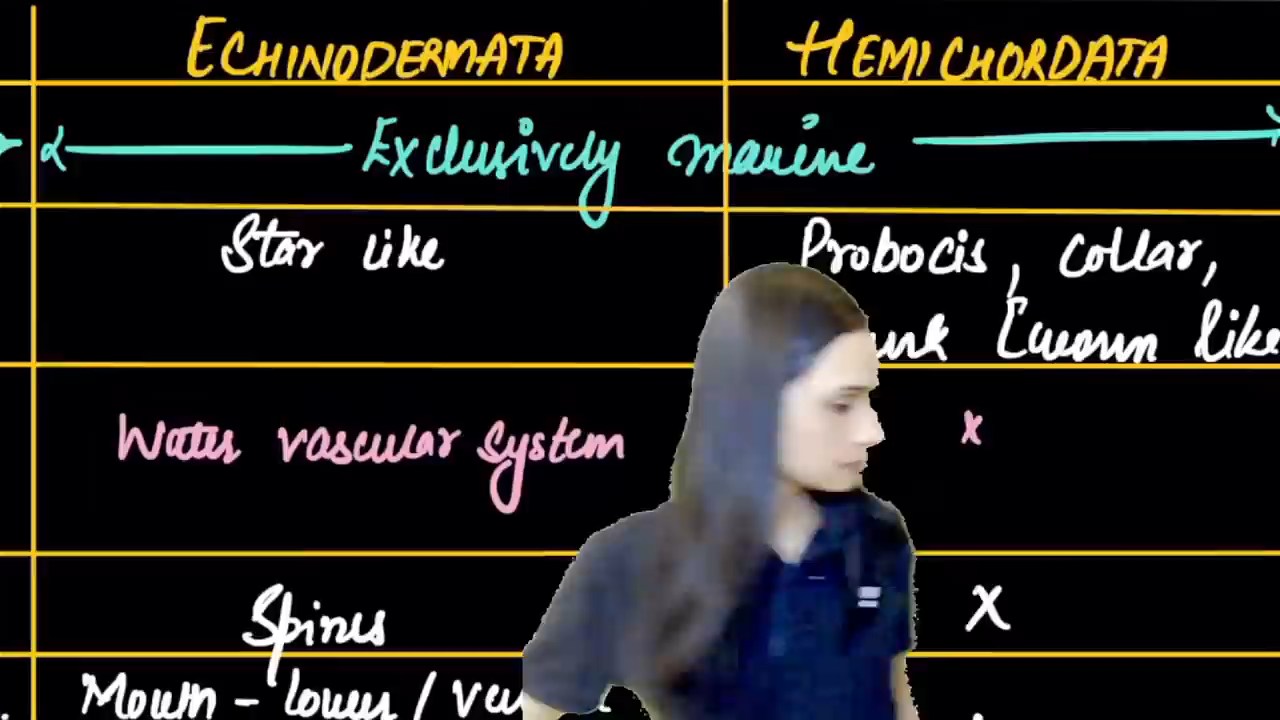 ECHINODERMATA
HEMICHORDATA
Exclusively marine
Star like
Probocis, collar,
[worm like
Water vascular system
x
Spines
X
Mouth - lower /